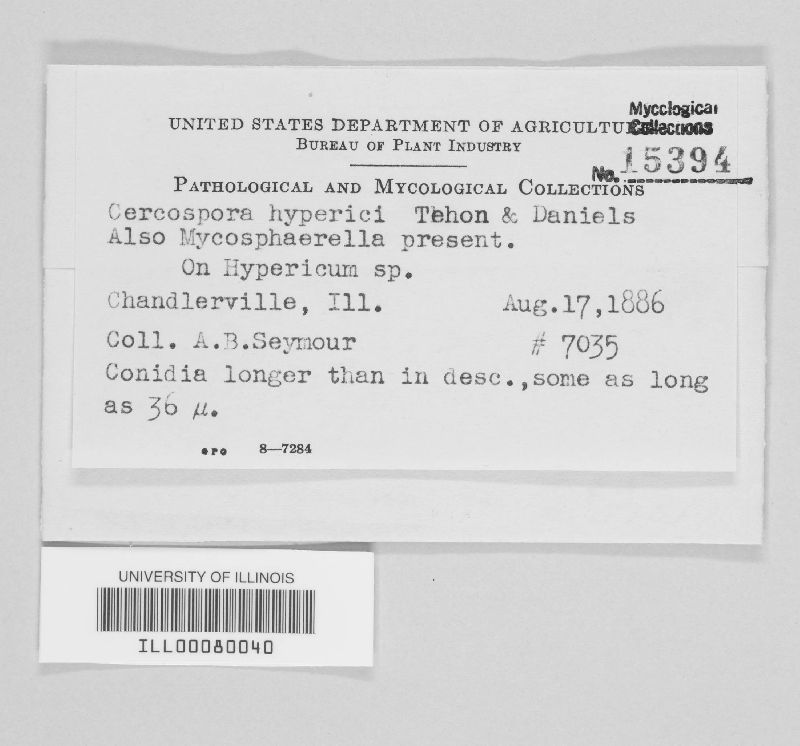 Mycological
UNITED STATES DEPARTMENT OF AGRICULTURE Collections
BUREAU OF PLANT INDUSTRY
No. 15394
PATHOLOGICAL AND MYCOLOGICAL COLLECTIONS
Cercospora hyperici Tehon & Daniels
Also Mycosphaerella present.
On Hypericum sp.
Chandlerville, Ill. Aug.17,1886
Coll. A.B.Seymour # 7035
Conidia longer than in desc.,some as long
as 36 µ.
GPO 8—7284
UNIVERSITY OF ILLINOIS
ILL00080040